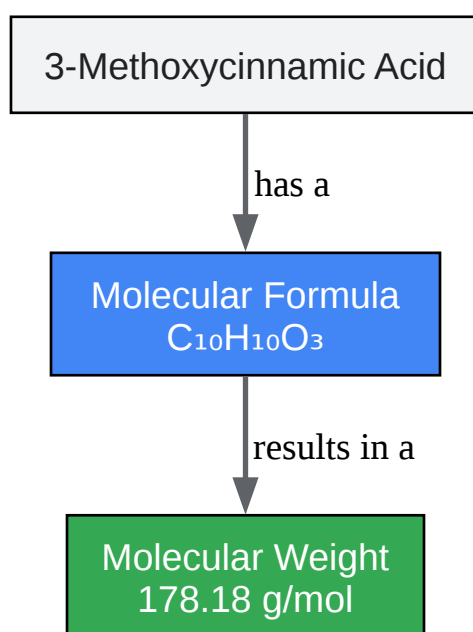 3-Methoxycinnamic Acid
has a
Molecular Formula
C₁₀H₁₀O₃
results in a
Molecular Weight
178.18 g/mol